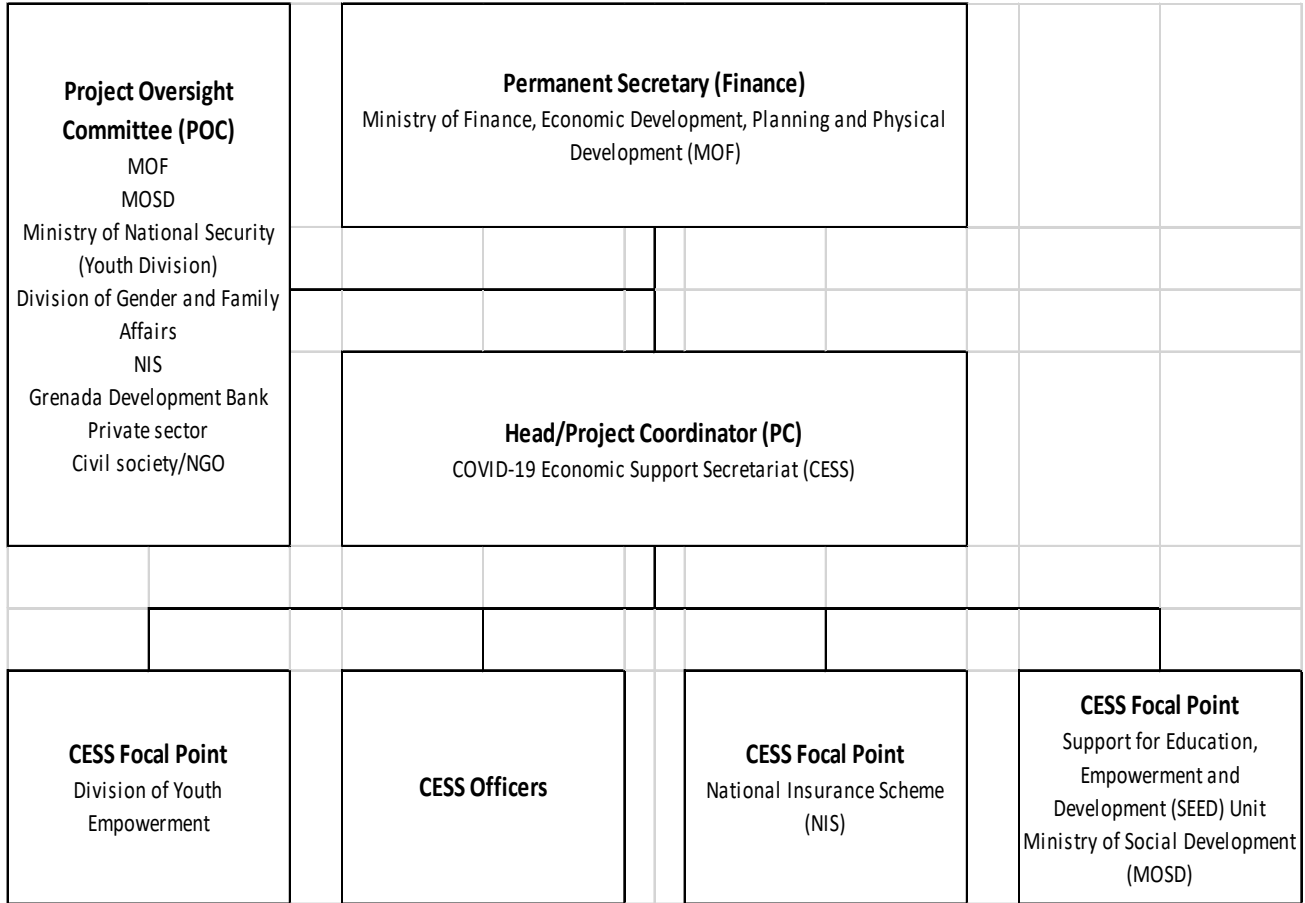 Project Oversight
Committee (POC)
MOF
MOSD
Ministry of National Security
(Youth Division)
Division of Gender and Family
Affairs
NIS
Grenada Development Bank
Private sector
Civil society/NGO
Permanent Secretary (Finance)
Ministry of Finance, Economic Development, Planning and Physical
Development (MOF)
Head/Project Coordinator (PC)
COVID-19 Economic Support Secretariat (CESS)
CESS Focal Point
Division of Youth
Empowerment
CESS Officers
CESS Focal Point
National Insurance Scheme
(NIS)
CESS Focal Point
Support for Education,
Empowerment and
Development (SEED) Unit
Ministry of Social Development
(MOSD)